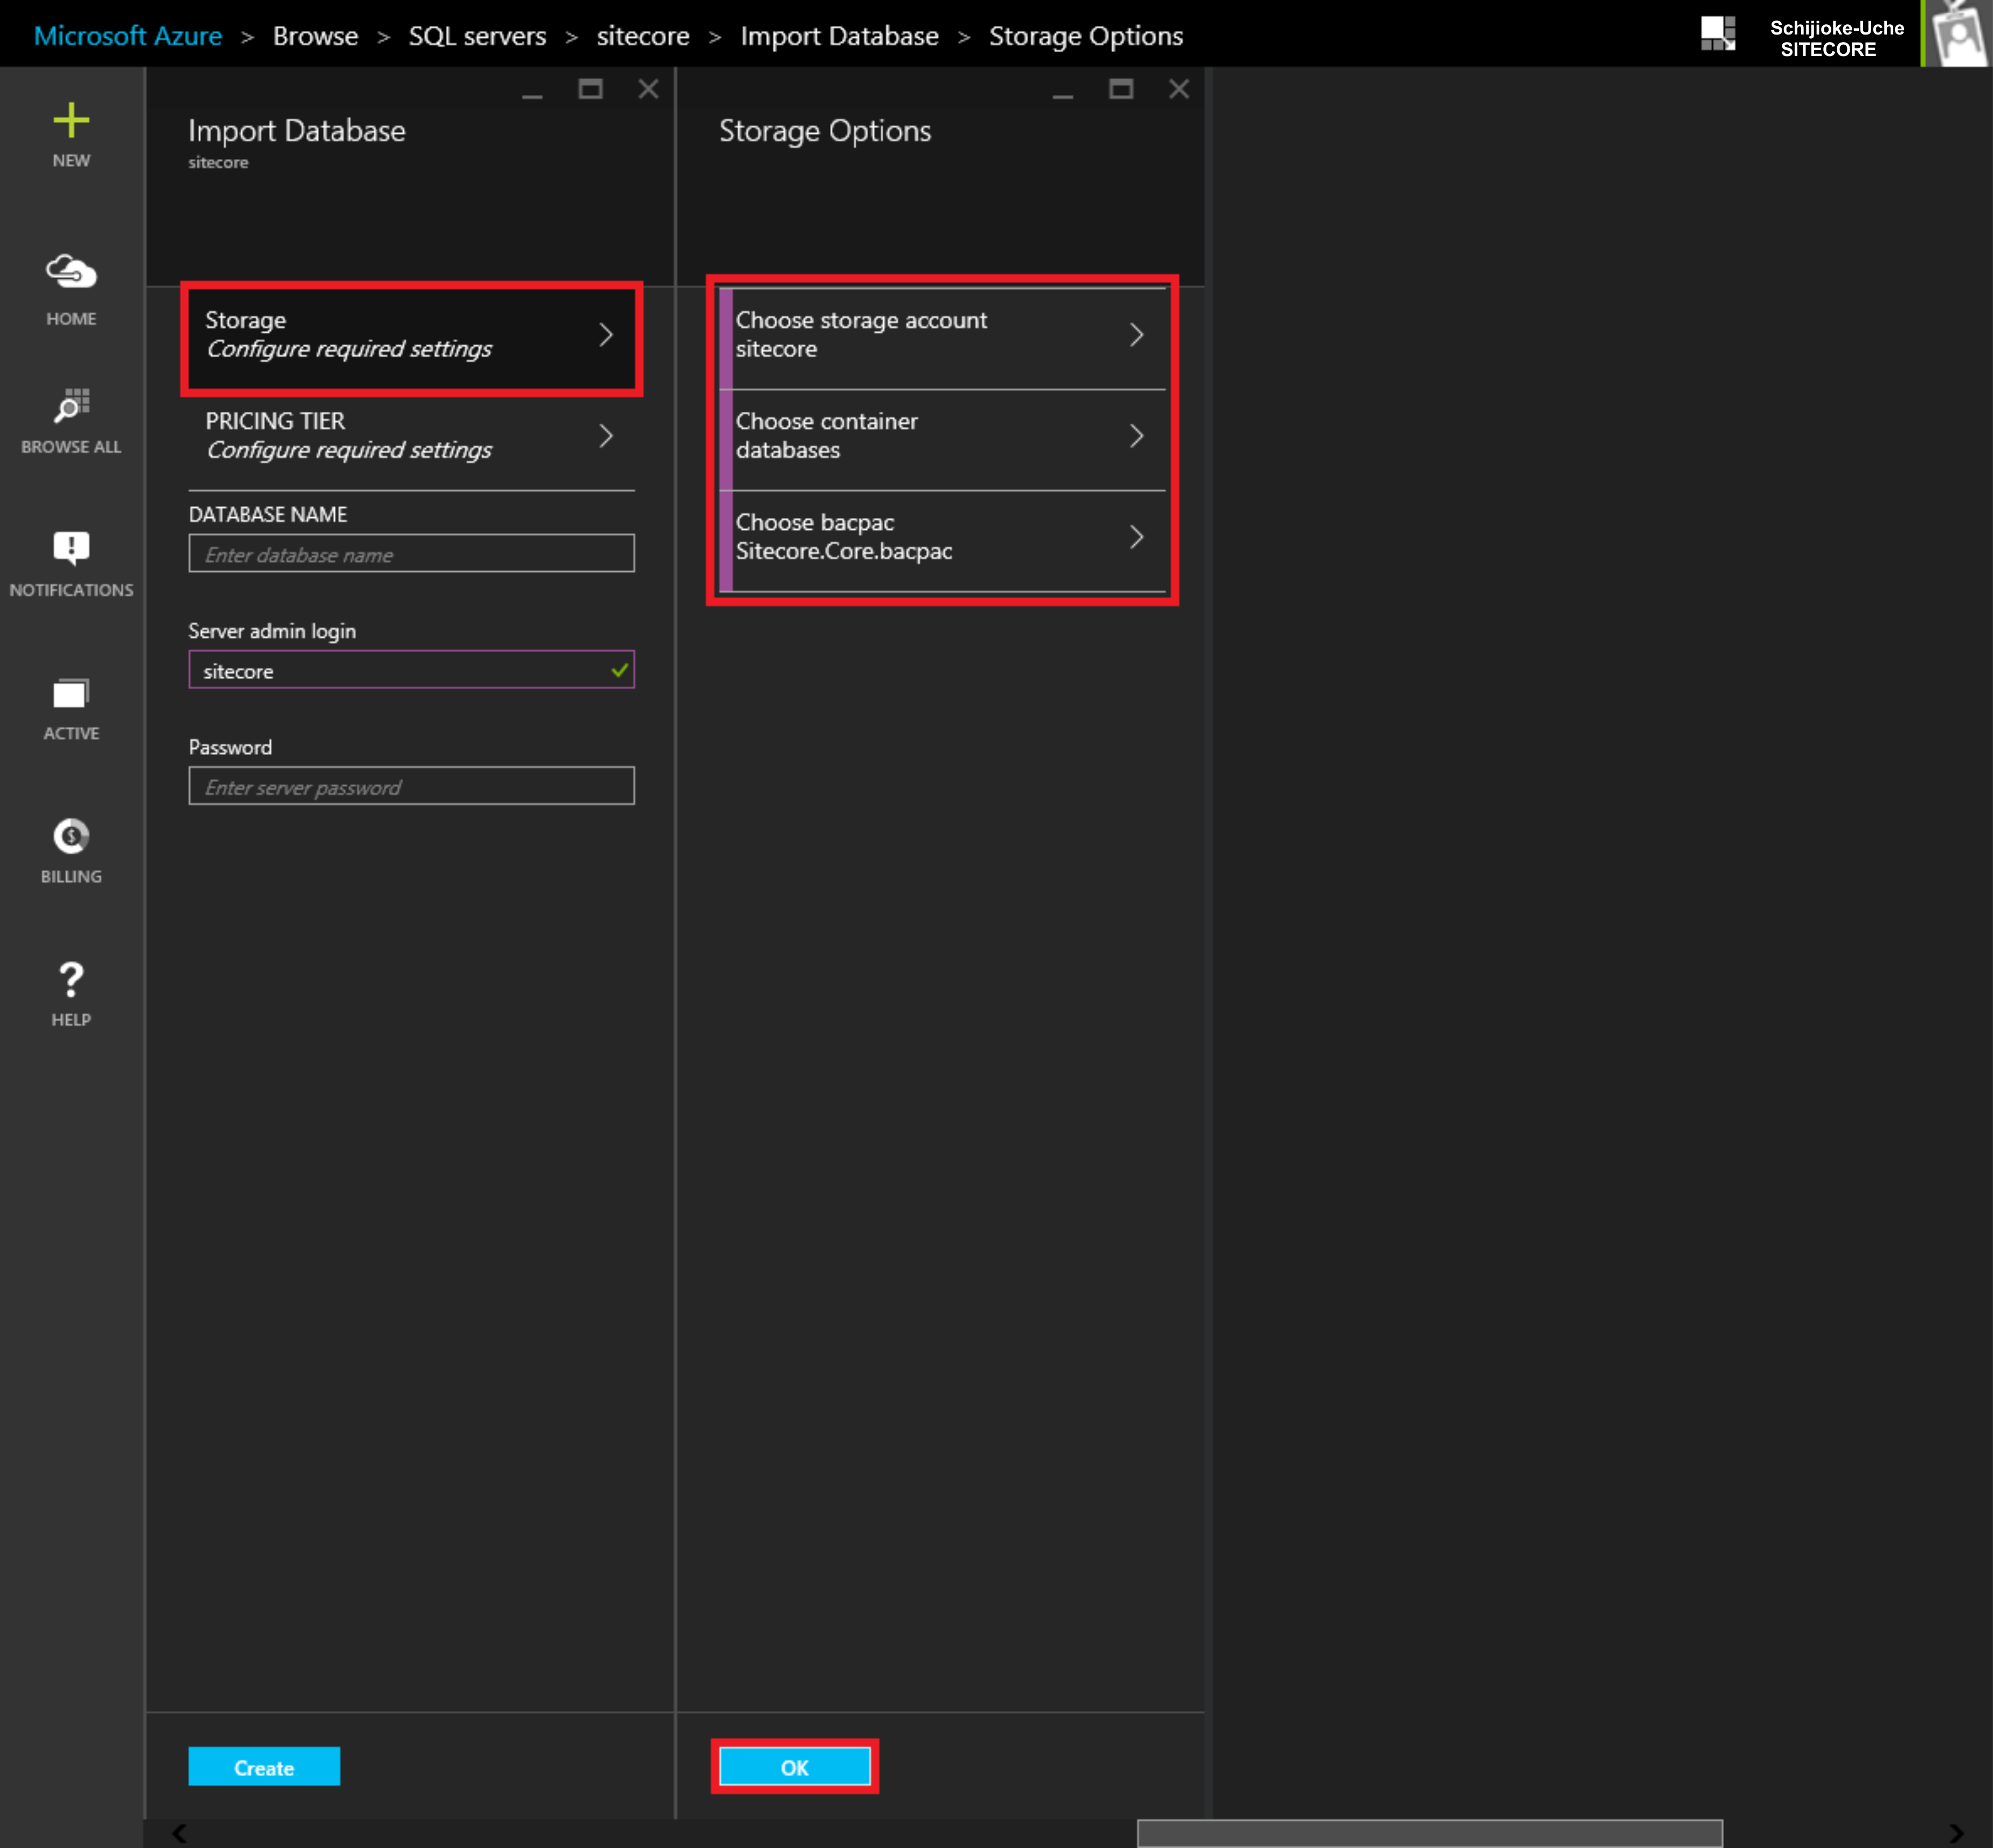 Microsoft Azure > Browse > SQL servers > sitecore > Import Database > Storage Options
Schijioke-Uche
SITECORE
NEW
HOME
BROWSE ALL
NOTIFICATIONS
ACTIVE
BILLING
HELP
Import Database
sitecore
Storage
Configure required settings
PRICING TIER
Configure required settings
DATABASE NAME
Enter database name
Server admin login
sitecore
Password
Enter server password
Create
Storage Options
Choose storage account
sitecore
Choose container
databases
Choose bacpac
Sitecore.Core.bacpac
OK